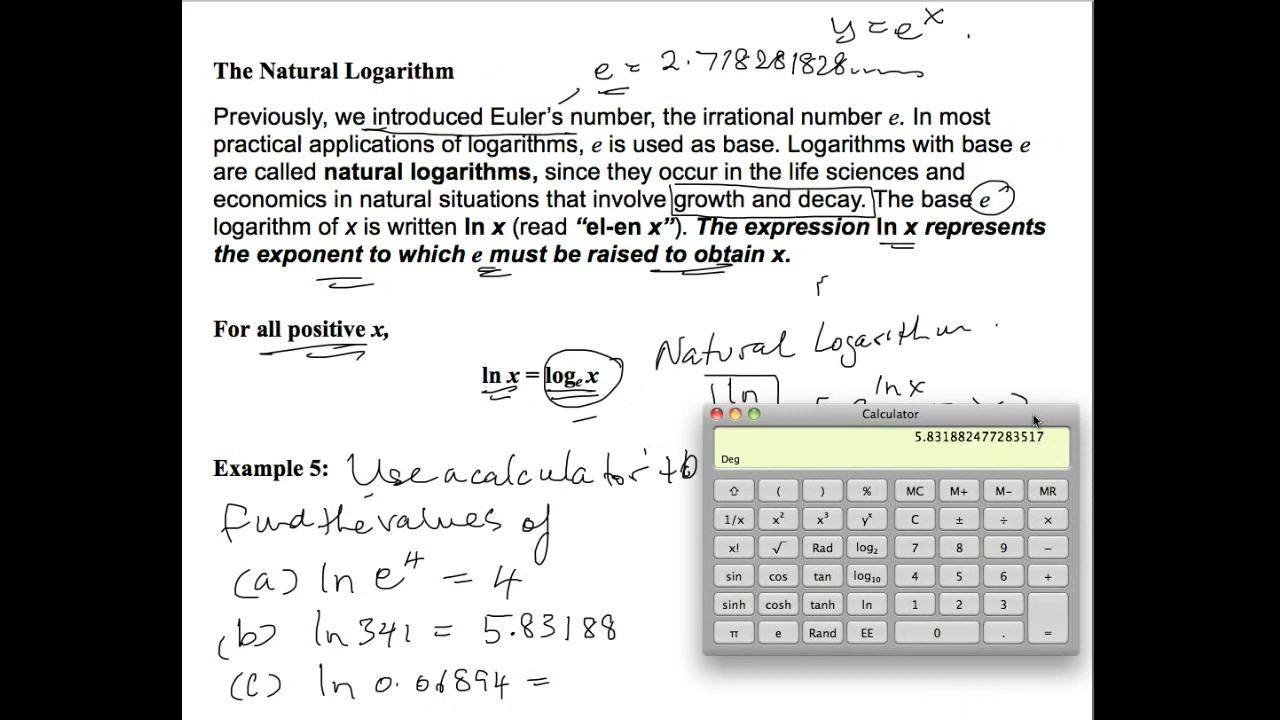 y = e^x .
e = 2.718281828
The Natural Logarithm
Previously, we introduced Euler's number, the irrational number e. In most
practical applications of logarithms, e is used as base. Logarithms with base e
are called natural logarithms, since they occur in the life sciences and
economics in natural situations that involve growth and decay. The base e
logarithm of x is written ln x (read "el-en x"). The expression ln x represents
the exponent to which e must be raised to obtain x.
For all positive x,
Natural Logarithm.
ln x = logₑ x
ln
ln x
Example 5: Use a calculator to
Find the values of
(a) ln e⁴ = 4
(b) ln 341 = 5.83188
(c) ln 0.06894 =
Calculator
5.831882477283517
Deg
⇧ ( ) % MC M+ M− MR
1/x x² x³ yˣ C ± ÷ ×
x! √ Rad log₂ 7 8 9 −
sin cos tan log₁₀ 4 5 6 +
sinh cosh tanh ln 1 2 3
π e Rand EE 0 . =